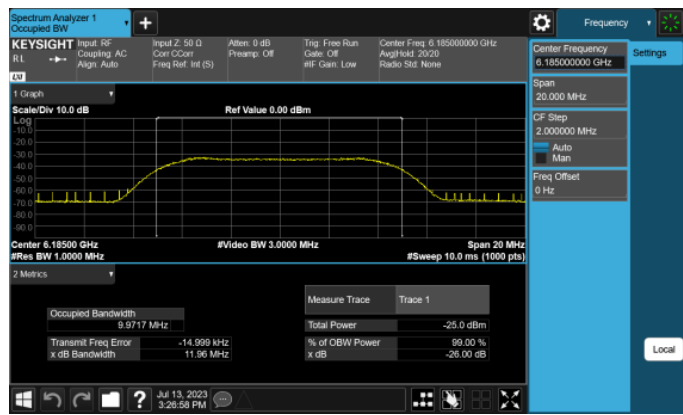 Spectrum Analyzer 1
Occupied BW
Frequency
KEYSIGHT
Input: RF
Coupling: AC
Align: Auto
Input Z: 50 Ω
Corr CCorr
Freq Ref: Int (S)
Atten: 0 dB
Preamp: Off
Trig: Free Run
Gate: Off
#IF Gain: Low
Center Freq: 6.185000000 GHz
Avg|Hold: 20/20
Radio Std: None
R L
LXI
Center Frequency
6.185000000 GHz
Settings
Span
20.000 MHz
CF Step
2.000000 MHz
Auto
Man
Freq Offset
0 Hz
Local
1 Graph
Scale/Div 10.0 dB
Ref Value 0.00 dBm
Log
-10.0
-20.0
-30.0
-40.0
-50.0
-60.0
-70.0
-80.0
-90.0
Center 6.18500 GHz
#Video BW 3.0000 MHz
Span 20 MHz
#Res BW 1.0000 MHz
#Sweep 10.0 ms (1000 pts)
2 Metrics
Measure Trace
Trace 1
Occupied Bandwidth
9.9717 MHz
Total Power
-25.0 dBm
Transmit Freq Error
-14.999 kHz
% of OBW Power
99.00 %
x dB Bandwidth
11.96 MHz
x dB
-26.00 dB
?
Jul 13, 2023
3:26:58 PM